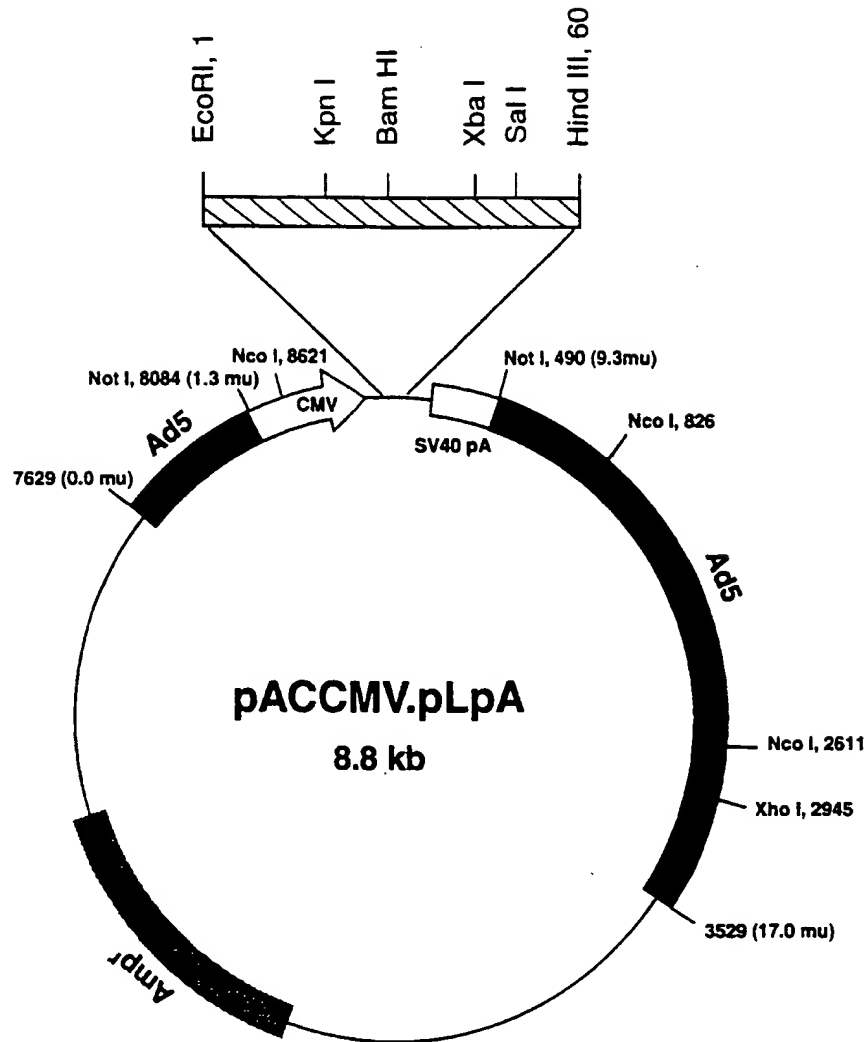 EcoRI, 1
Kpn I
Bam HI
Xba I
Sal I
Hind III, 60
Nco I, 8621
Not I, 8084 (1.3 mu)
CMV
Not I, 490 (9.3mu)
SV40 pA
Nco I, 826
Ad5
7629 (0.0 mu)
Ad5
pACCMV.pLpA
8.8 kb
Nco I, 2611
Xho I, 2945
3529 (17.0 mu)
Ampr